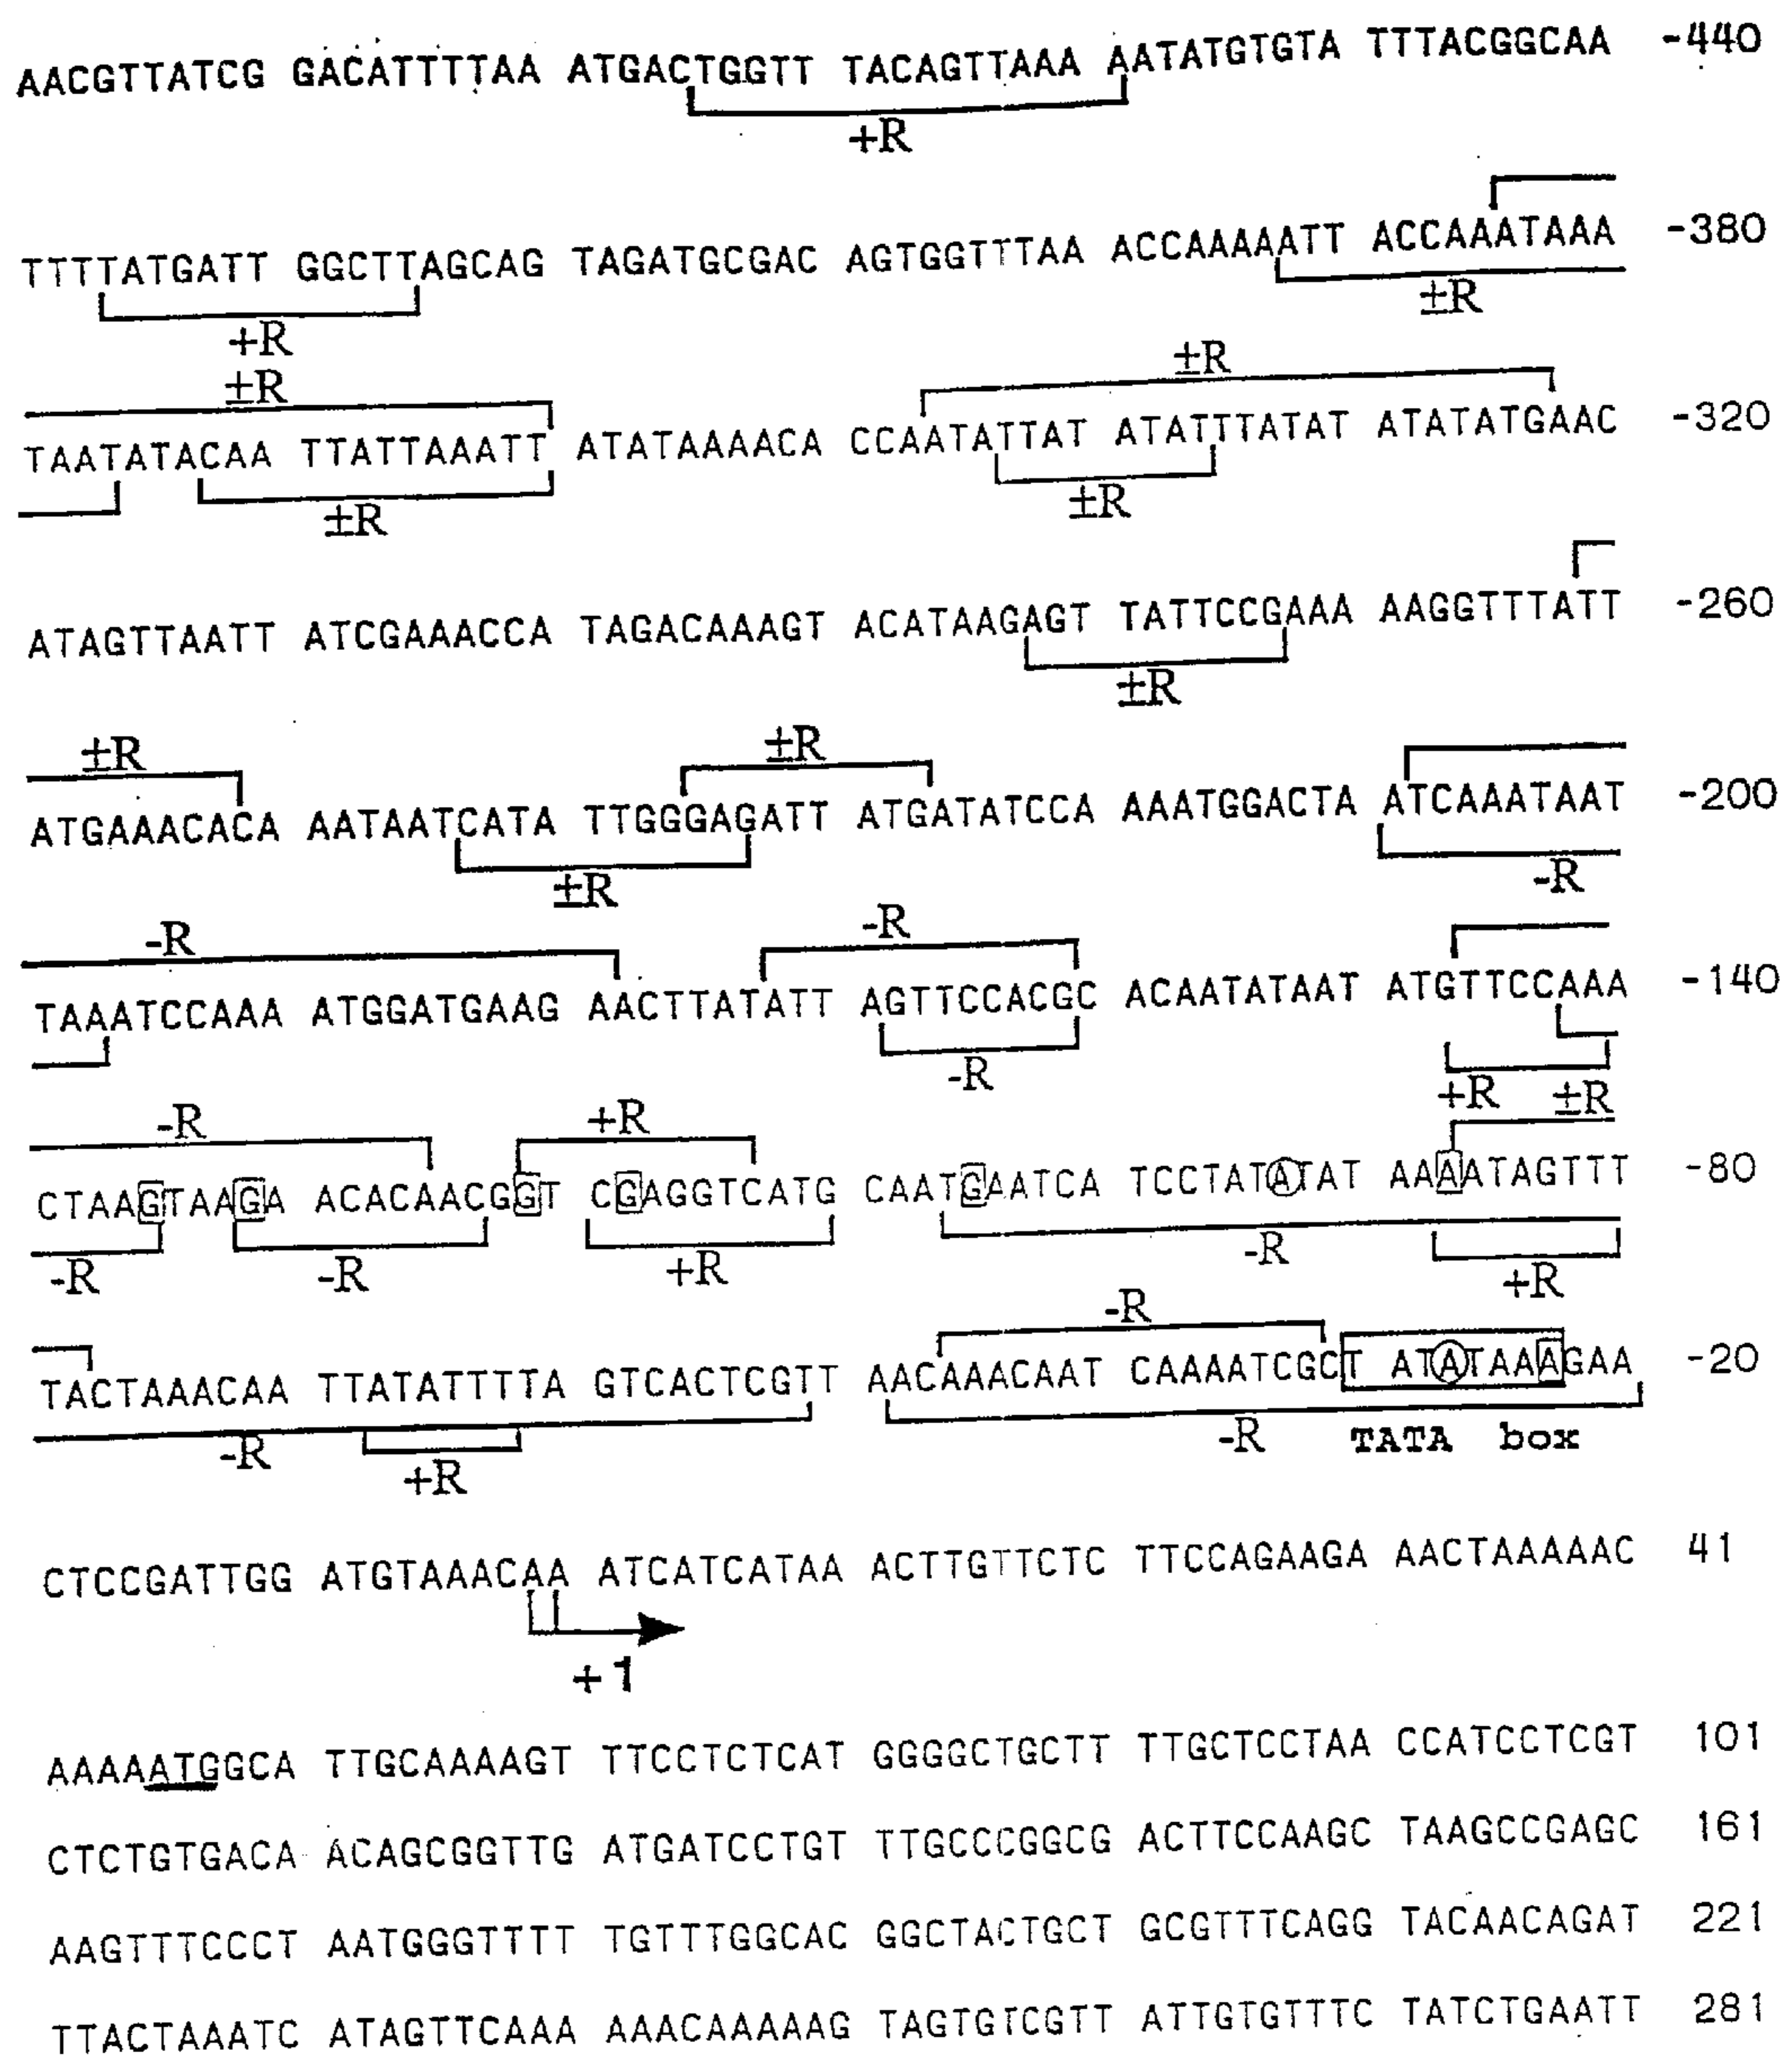 AACGTTATCG GACATTTTAA ATGACTGGTT TACAGTTAAA AATATGTGTA TTTACGGCAA -440
+R
TTTTATGATT GGCTTAGCAG TAGATGCGAC AGTGGTTTAA ACCAAAAATT ACCAAATAAA -380
+R ±R
±R ±R
TAATATACAA TTATTAAATT ATATAAAACA CCAATATTAT ATATTTATAT ATATATGAAC -320
±R ±R
ATAGTTAATT ATCGAAACCA TAGACAAAGT ACATAAGAGT TATTCCGAAA AAGGTTTATT -260
±R
±R ±R
ATGAAACACA AATAATCATA TTGGGAGATT ATGATATCCA AAATGGACTA ATCAAATAAT -200
±R -R
-R -R
TAAATCCAAA ATGGATGAAG AACTTATATT AGTTCCACGC ACAATATAAT ATGTTCCAAA -140
-R +R
-R +R ±R
CTAAGTAAGA ACACAACGGT CGAGGTCATG CAATGAATCA TCCTATATAT AAAATAGTTT -80
-R -R +R -R +R
-R
TACTAAACAA TTATATTTTA GTCACTCGTT AACAAACAAT CAAAATCGCT ATATAAAGAA -20
-R +R -R TATA box
CTCCGATTGG ATGTAAACAA ATCATCATAA ACTTGTTCTC TTCCAGAAGA AACTAAAAAC 41
+1
AAAAATGGCA TTGCAAAAGT TTCCTCTCAT GGGGCTGCTT TTGCTCCTAA CCATCCTCGT 101
CTCTGTGACA ACAGCGGTTG ATGATCCTGT TTGCCCGGCG ACTTCCAAGC TAAGCCGAGC 161
AAGTTTCCCT AATGGGTTTT TGTTTGGCAC GGCTACTGCT GCGTTTCAGG TACAACAGAT 221
TTACTAAATC ATAGTTCAAA AAACAAAAAG TAGTGTCGTT ATTGTGTTTC TATCTGAATT 281